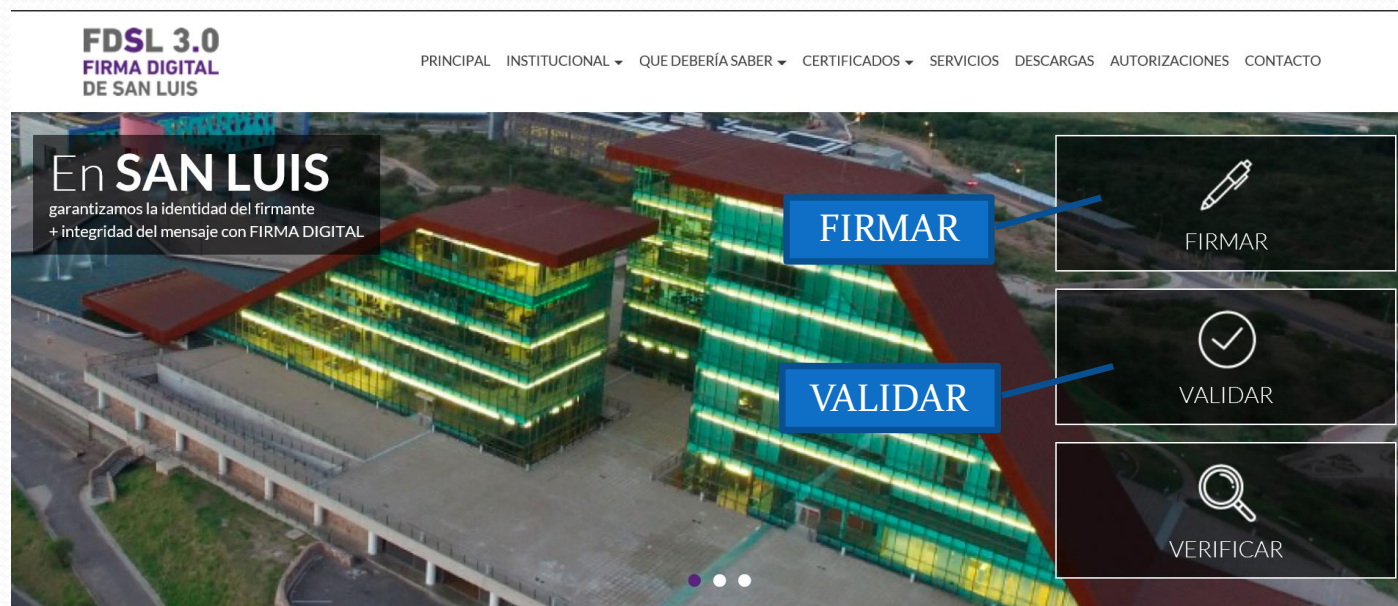 FDSL 3.0
FIRMA DIGITAL
DE SAN LUIS
PRINCIPAL INSTITUCIONAL QUE DEBERÍA SABER CERTIFICADOS SERVICIOS DESCARGAS AUTORIZACIONES CONTACTO
En SAN LUIS
garantizamos la identidad del firmante
+ integridad del mensaje con FIRMA DIGITAL
FIRMAR
FIRMAR
VALIDAR
VALIDAR
VERIFICAR